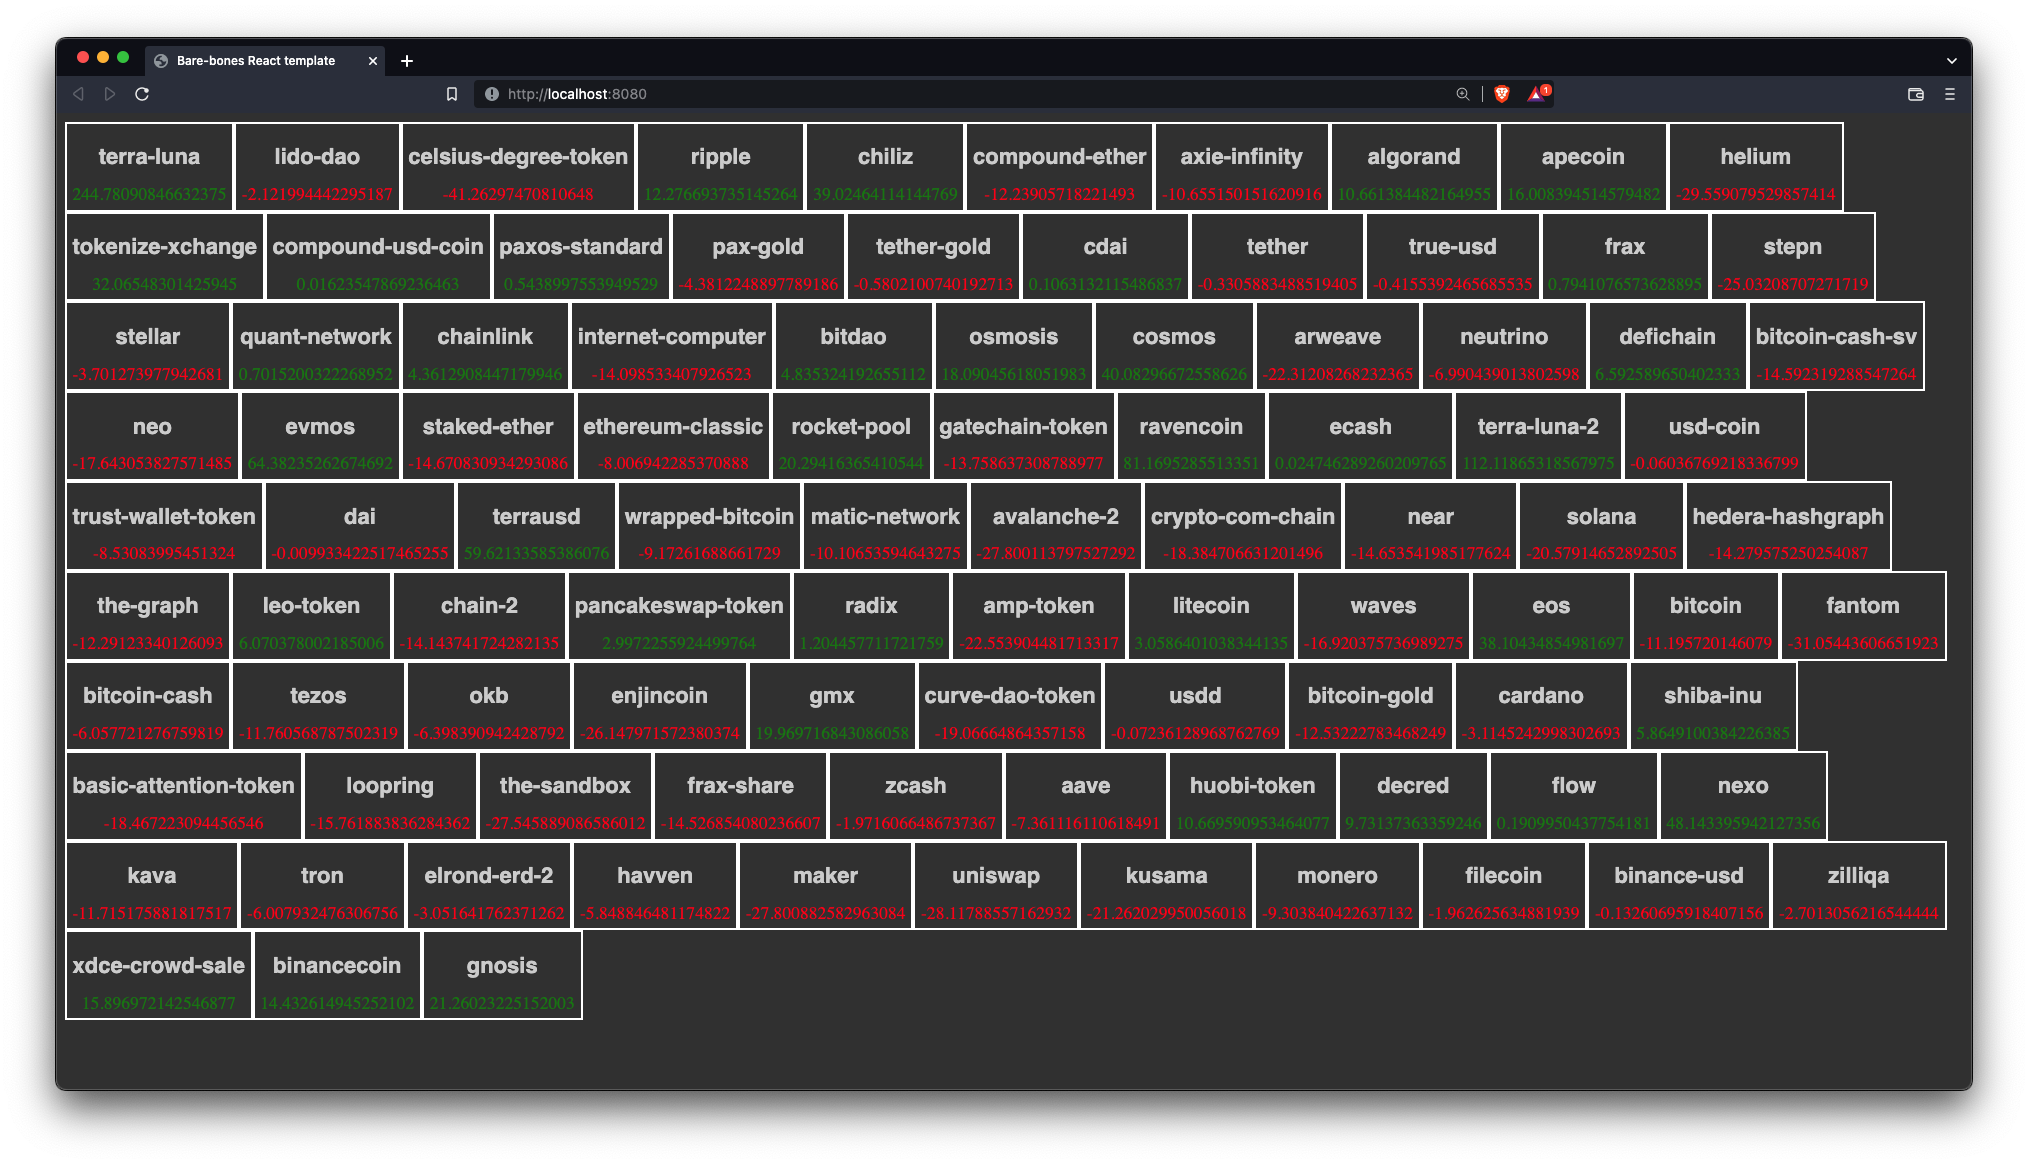 Bare-bones React template
http://localhost:8080
1
terra-luna lido-dao celsius-degree-token ripple chiliz compound-ether axie-infinity algorand apecoin helium
244.78090846632375 -2.121994442295187 -41.26297470810648 12.276693735145264 39.02464114144769 -12.23905718221493 -10.655150151620916 10.661384482164955 16.008394514579482 -29.559079529857414
tokenize-xchange compound-usd-coin paxos-standard pax-gold tether-gold cdai tether true-usd frax stepn
32.06548301425945 0.01623547869236463 0.5438997553949529 -4.3812248897789186 -0.5802100740192713 0.1063132115486837 -0.3305883488519405 -0.4155392465685535 0.7941076573628895 -25.03208707271719
stellar quant-network chainlink internet-computer bitdao osmosis cosmos arweave neutrino defichain bitcoin-cash-sv
-3.701273977942681 0.7015200322268952 4.3612908447179946 -14.098533407926523 4.835324192655112 18.09045618051983 40.08296672558626 -22.31208268232365 -6.990439013802598 6.592589650402333 -14.592319288547264
neo evmos staked-ether ethereum-classic rocket-pool gatechain-token ravencoin ecash terra-luna-2 usd-coin
-17.643053827571485 64.38235262674692 -14.670830934293086 -8.006942285370888 20.29416365410544 -13.758637308788977 81.1695285513351 0.024746289260209765 112.11865318567975 -0.06036769218336799
trust-wallet-token dai terrausd wrapped-bitcoin matic-network avalanche-2 crypto-com-chain near solana hedera-hashgraph
-8.53083995451324 -0.009933422517465255 59.62133585386076 -9.17261688661729 -10.10653594643275 -27.800113797527292 -18.384706631201496 -14.653541985177624 -20.57914652892505 -14.279575250254087
the-graph leo-token chain-2 pancakeswap-token radix amp-token litecoin waves eos bitcoin fantom
-12.29123340126093 6.070378002185006 -14.143741724282135 2.9972255924499764 1.204457711721759 -22.553904481713317 3.0586401038344135 -16.920375736989275 38.10434854981697 -11.195720146079 -31.05443606651923
bitcoin-cash tezos okb enjincoin gmx curve-dao-token usdd bitcoin-gold cardano shiba-inu
-6.057721276759819 -11.760568787502319 -6.398390942428792 -26.147971572380374 19.969716843086058 -19.06664864357158 -0.07236128968762769 -12.53222783468249 -3.1145242998302693 5.8649100384226385
basic-attention-token loopring the-sandbox frax-share zcash aave huobi-token decred flow nexo
-18.467223094456546 -15.761883836284362 -27.545889086586012 -14.526854080236607 -1.9716066486737367 -7.361116110618491 10.669590953464077 9.73137363359246 0.1909950437754181 48.143395942127356
kava tron elrond-erd-2 havven maker uniswap kusama monero filecoin binance-usd zilliqa
-11.715175881817517 -6.007932476306756 -3.051641762371262 -5.848846481174822 -27.800882582963084 -28.11788557162932 -21.262029950056018 -9.303840422637132 -1.962625634881939 -0.13260695918407156 -2.7013056216544444
xdce-crowd-sale binancecoin gnosis
15.896972142546877 14.432614945252102 21.26023225152003